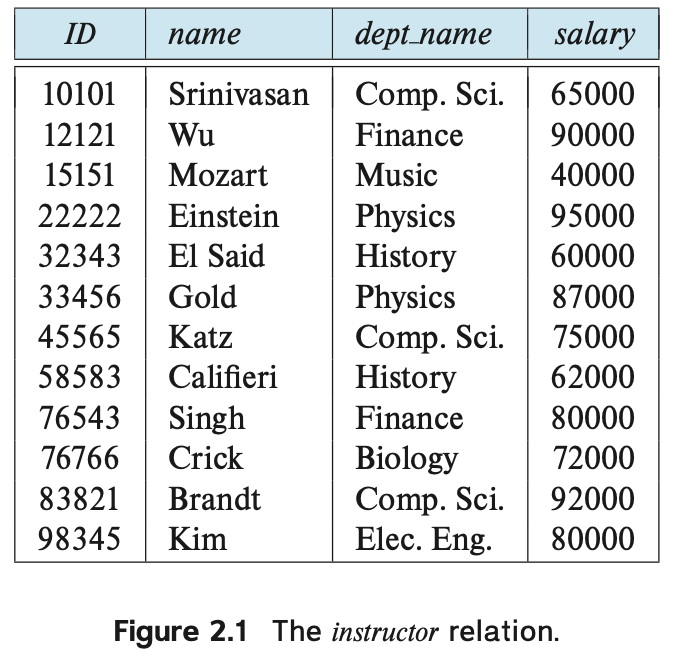 ID name dept_name salary
10101 Srinivasan Comp. Sci. 65000
12121 Wu Finance 90000
15151 Mozart Music 40000
22222 Einstein Physics 95000
32343 El Said History 60000
33456 Gold Physics 87000
45565 Katz Comp. Sci. 75000
58583 Califieri History 62000
76543 Singh Finance 80000
76766 Crick Biology 72000
83821 Brandt Comp. Sci. 92000
98345 Kim Elec. Eng. 80000
Figure 2.1 The instructor relation.